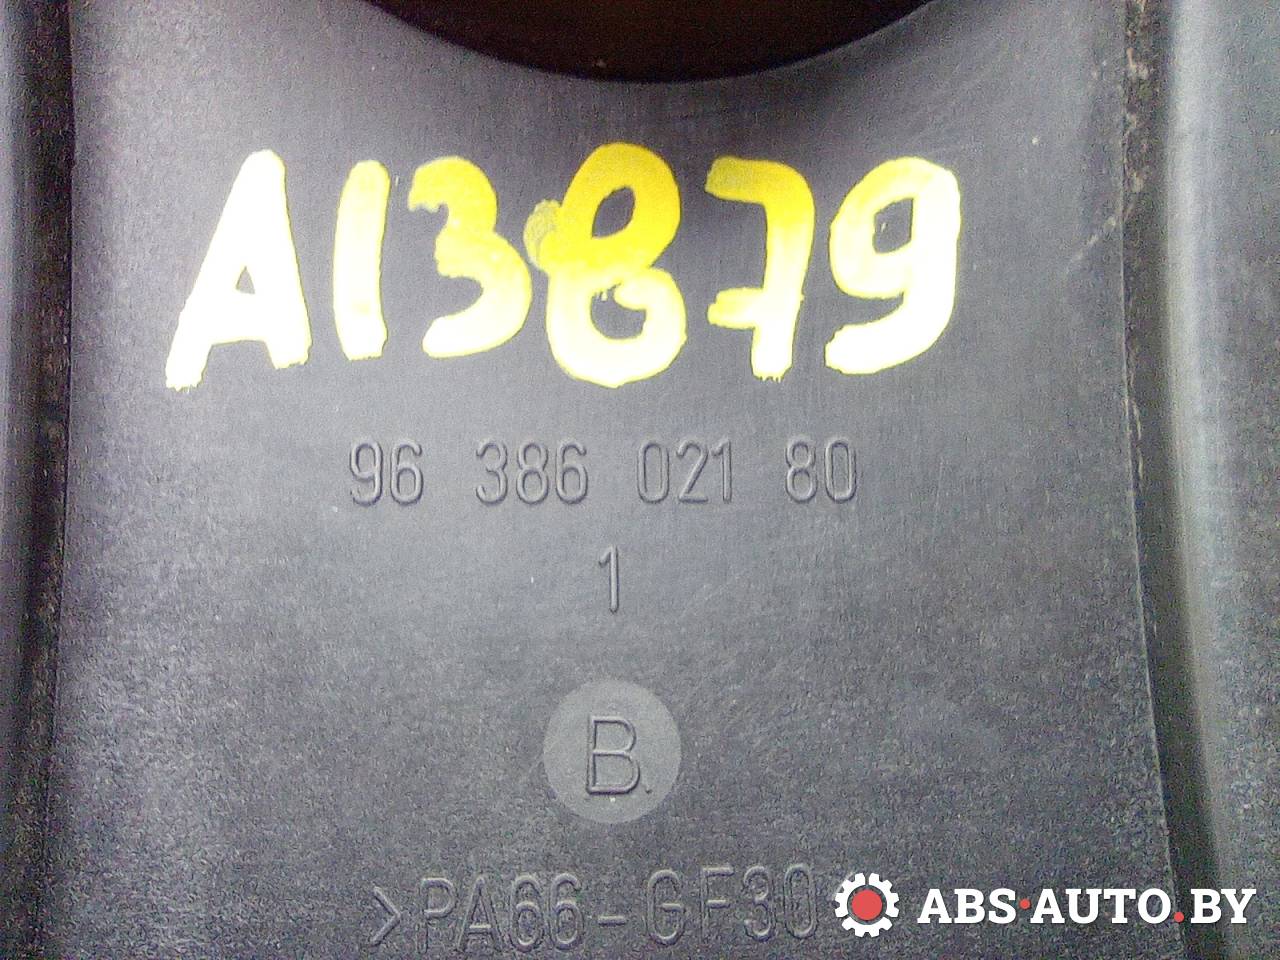 A13879
96 386 021 80
1
B
>PA66-GF30
ABS·AUTO.BY